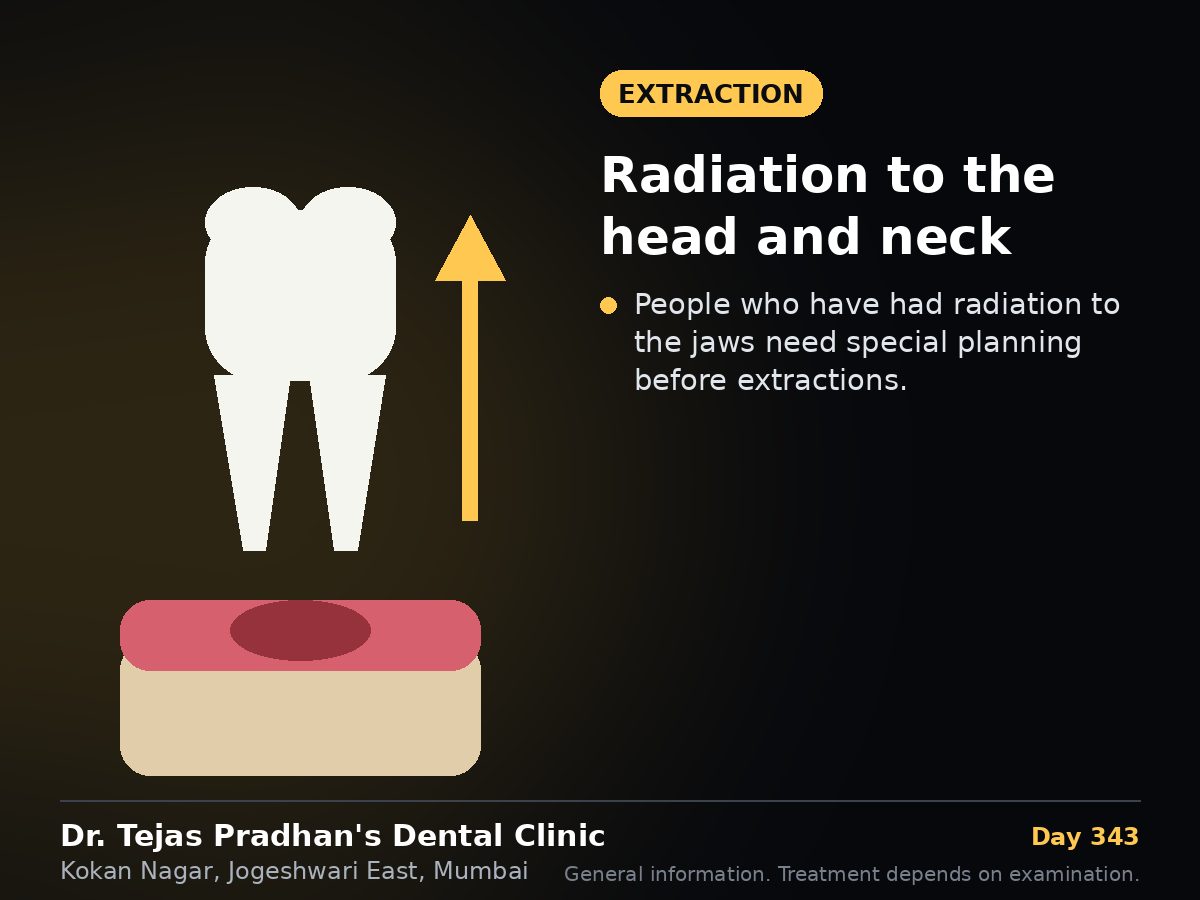 EXTRACTION
Radiation to the
head and neck
People who have had radiation to
the jaws need special planning
before extractions.
Dr. Tejas Pradhan's Dental Clinic
Day 343
Kokan Nagar, Jogeshwari East, Mumbai
General information. Treatment depends on examination.